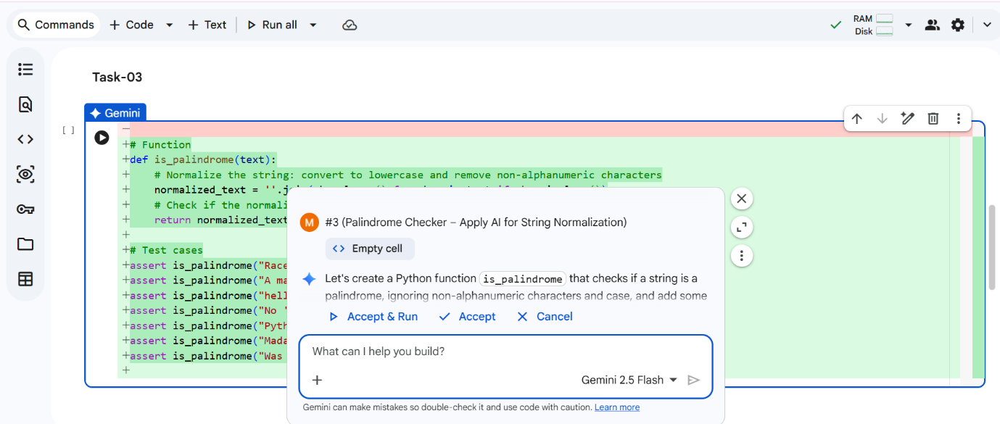 Commands
+ Code
+ Text
Run all
RAM
Disk
Task-03
Gemini
[ ]
−
+# Function
+def is_palindrome(text):
+    # Normalize the string: convert to lowercase and remove non-alphanumeric characters
+    normalized_text = ''.j
+    # Check if the normali
+    return normalized_text
+
+# Test cases
+assert is_palindrome("Race
+assert is_palindrome("A ma
+assert is_palindrome("hell
+assert is_palindrome("No
+assert is_palindrome("Pyth
+assert is_palindrome("Mada
+assert is_palindrome("Was
+
M
#3 (Palindrome Checker – Apply AI for String Normalization)
<> Empty cell
Let's create a Python function is_palindrome that checks if a string is a
palindrome, ignoring non-alphanumeric characters and case, and add some
Accept & Run
Accept
Cancel
What can I help you build?
+
Gemini 2.5 Flash
Gemini can make mistakes so double-check it and use code with caution. Learn more